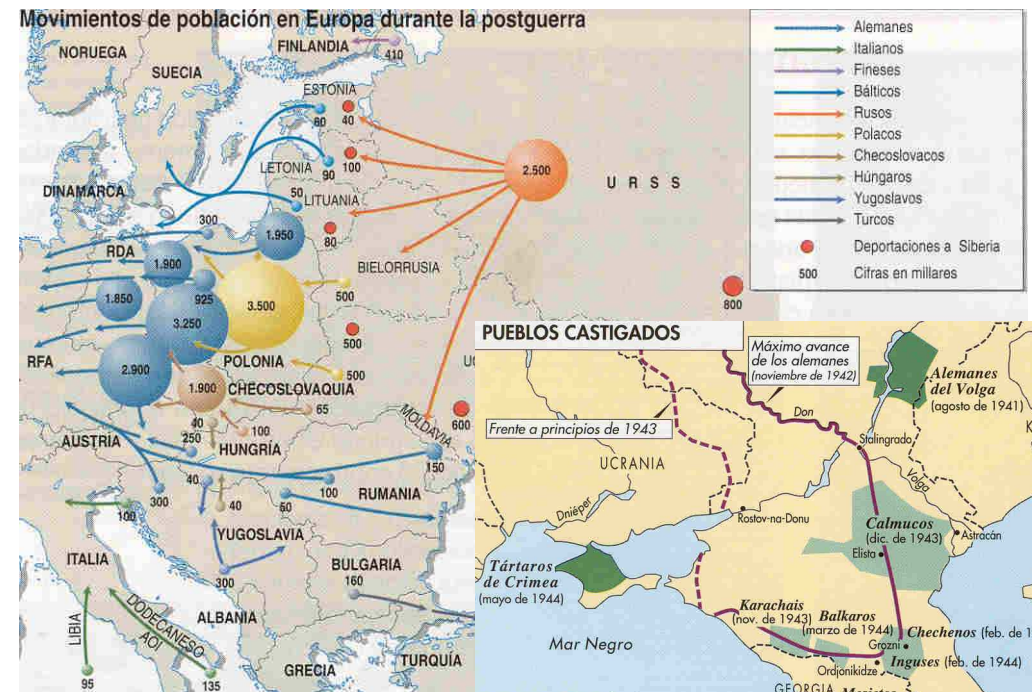 Movimientos de población en Europa durante la postguerra
NORUEGA
SUECIA
FINLANDIA
410
ESTONIA
60
40
LETONIA
90
100
50
LITUANIA
80
DINAMARCA
300
1.950
2.500
U R S S
BIELORRUSIA
RDA
1.900
1.850
925
3.500
500
800
3.250
500
RFA
POLONIA
500
2.900
1.900
CHECOSLOVAQUIA
65
MOLDAVIA
600
40
100
250
AUSTRIA
HUNGRÍA
150
300
40
40
100
50
RUMANIA
100
YUGOSLAVIA
ITALIA
300
BULGARIA
160
ALBANIA
LIBIA
DODECANESO
AOI
95
135
GRECIA
TURQUÍA
Alemanes
Italianos
Fineses
Bálticos
Rusos
Polacos
Checoslovacos
Húngaros
Yugoslavos
Turcos
Deportaciones a Siberia
500 Cifras en millares
PUEBLOS CASTIGADOS
Máximo avance
de los alemanes
(noviembre de 1942)
Alemanes
del Volga
(agosto de 1941)
Frente a principios de 1943
Don
Stalingrado
UCRANIA
Volga
Dniéper
Rostov-na-Donu
Calmucos
(dic. de 1943)
Elista
Astracán
Tártaros
de Crimea
(mayo de 1944)
Karachais
(nov. de 1943)
Balkaros
(marzo de 1944)
Chechenos (feb. de 1
Grozni
Mar Negro
Inguses (feb. de 1944)
Ordjonikidze
GEORGIA